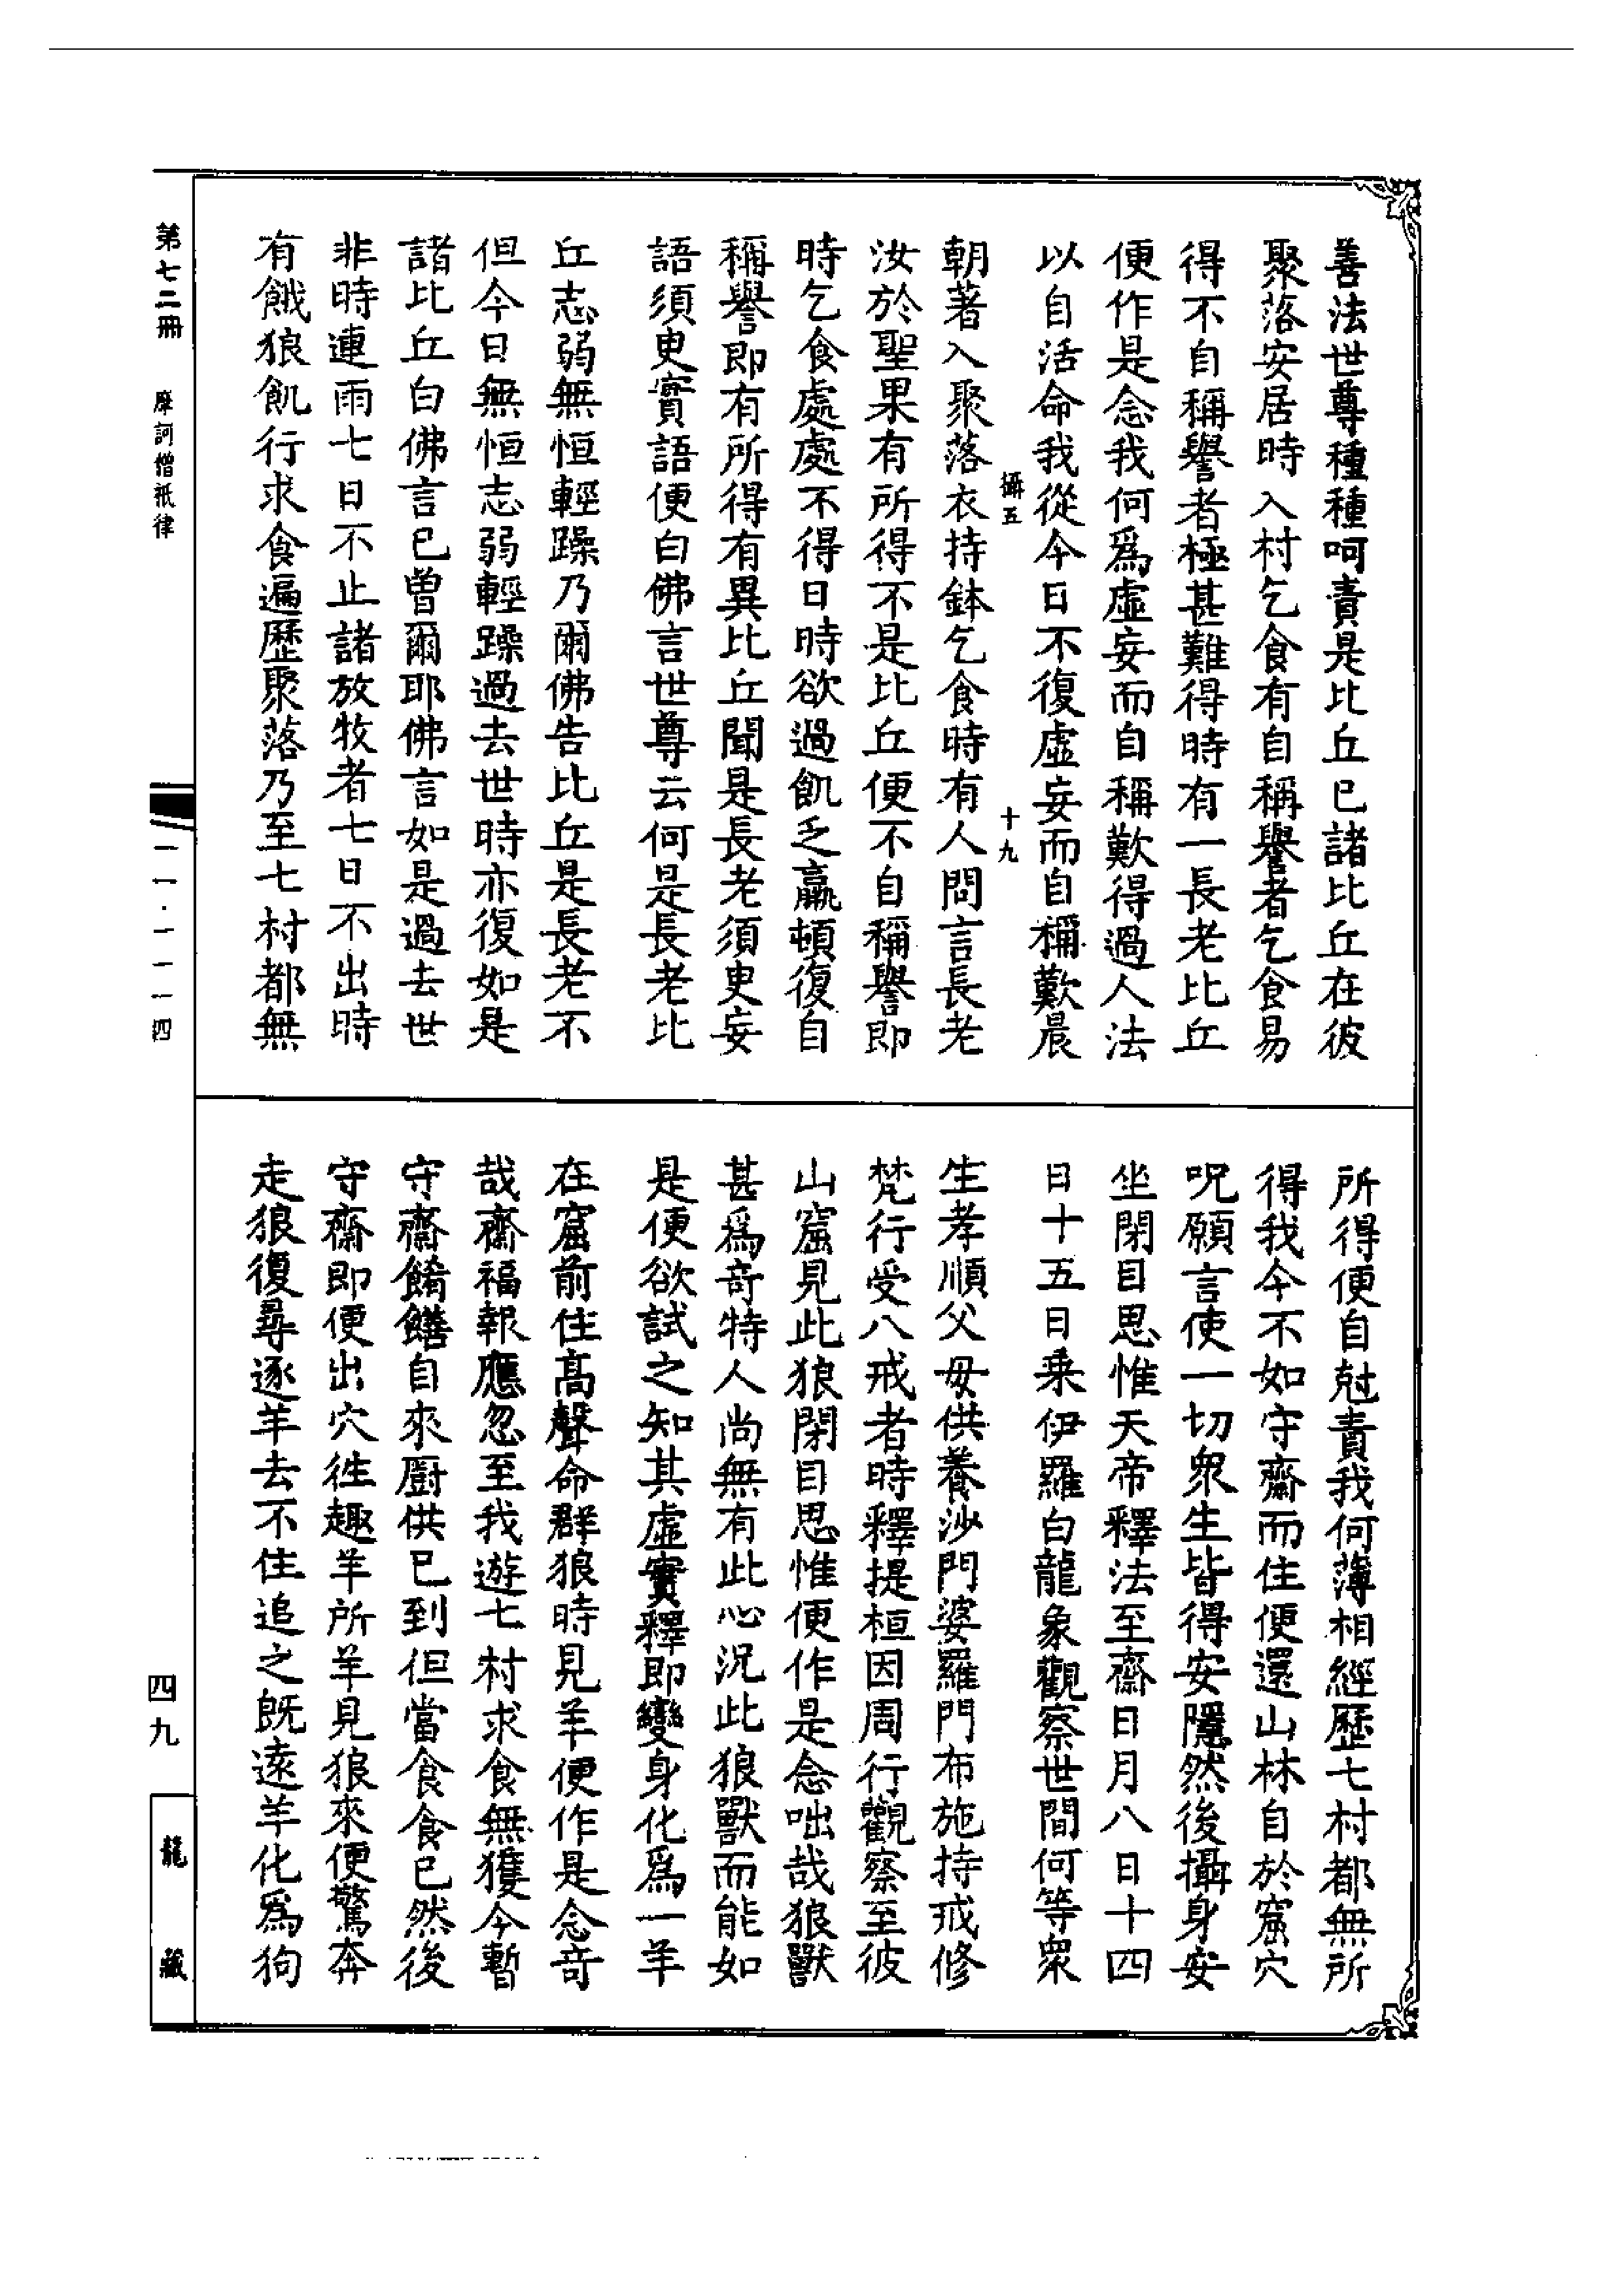 善法世尊種種呵責是比丘已諸比丘在彼
聚落安居時入村乞食有自稱譽者乞食易
得不自稱譽者極甚難得時有一長老比丘
便作是念我何爲虛妄而自稱歎得過人法
以自活命我從今日不復虛妄而自稱歎晨
攝五 十九
朝著入聚落衣持鉢乞食時有人問言長老
汝於聖果有所得不是比丘便不自稱譽即
時乞食處處不得日時欲過飢乏羸頓復自
稱譽即有所得有異比丘聞是長老須臾妄
語須臾實語便白佛言世尊云何是長老比
丘志弱無恒輕躁乃爾佛告比丘是長老不
但今日無恒志弱輕躁過去世時亦復如是
諸比丘白佛言已曾爾耶佛言如是過去世
非時連雨七日不止諸放牧者七日不出時
有餓狼飢行求食遍歷聚落乃至七村都無
所得便自尅責我何薄相經歷七村都無所
得我今不如守齋而住便還山林自於窟穴
呪願言使一切衆生皆得安隱然後攝身安
坐閉目思惟天帝釋法至齋日月八日十四
日十五日乗伊羅白龍象觀察世間何等衆
生孝順父母供養沙門婆羅門布施持戒修
梵行受八戒者時釋提桓因周行觀察至彼
山窟見此狼閉目思惟便作是念咄哉狼獸
甚爲竒特人尚無有此心況此狼獸而能如
是便欲試之知其虛實釋即變身化爲一羊
在窟前住高聲命群狼時見羊便作是念竒
哉齋福報應忽至我遊七村求食無獲今暫
守齋餚饍自來廚供已到但當食食已然後
守齋即便出穴徃趣羊所羊見狼來便驚奔
走狼復尋逐羊去不住追之既遠羊化爲狗
第七二冊 摩訶僧祇律
一一·一一一四
四九
龍藏